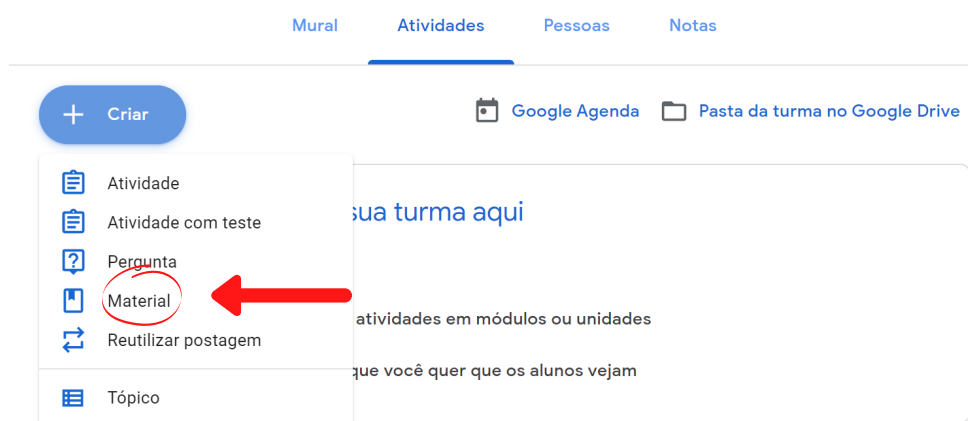 Mural Atividades Pessoas Notas
Criar
Google Agenda Pasta da turma no Google Drive
Atividade
Atividade com teste
Pergunta
Material
Reutilizar postagem
Tópico
sua turma aqui
atividades em módulos ou unidades
que você quer que os alunos vejam